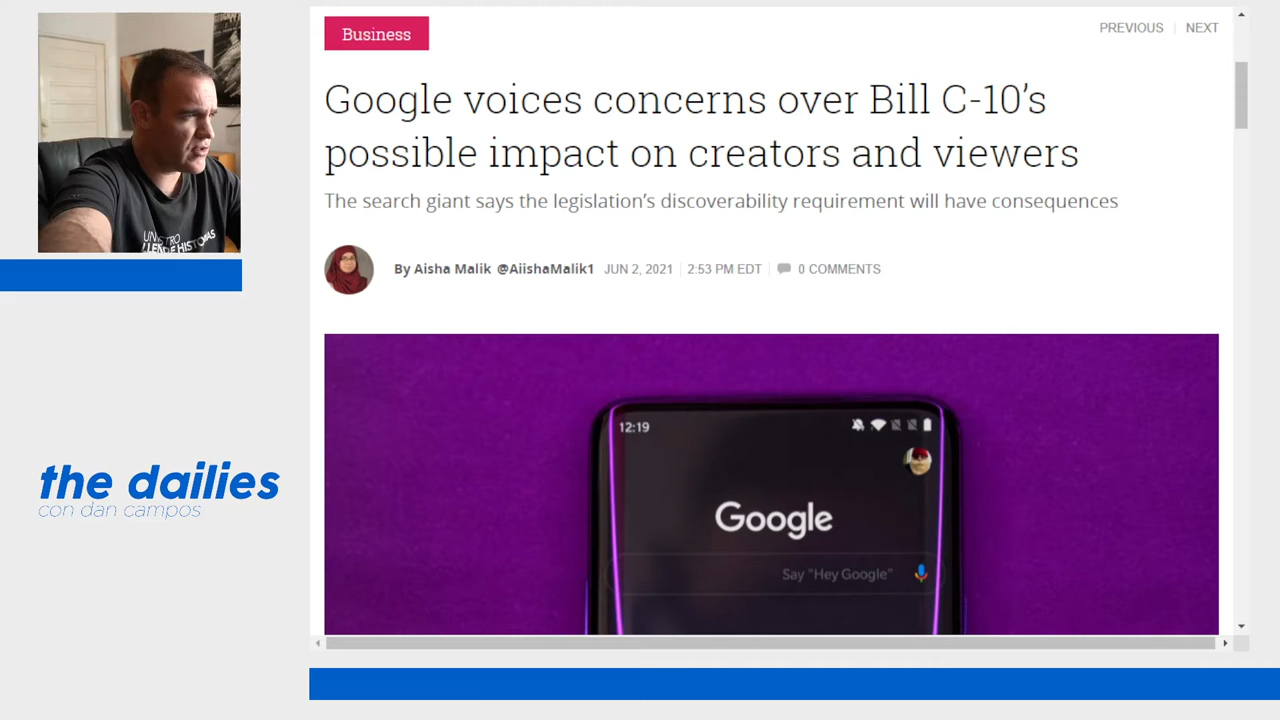 Business
PREVIOUS | NEXT
Google voices concerns over Bill C-10’s
possible impact on creators and viewers
The search giant says the legislation’s discoverability requirement will have consequences
By Aisha Malik @AiishaMalik1 JUN 2, 2021 | 2:53 PM EDT | 0 COMMENTS
12:19
Google
Say "Hey Google"
the dailies
con dan campos